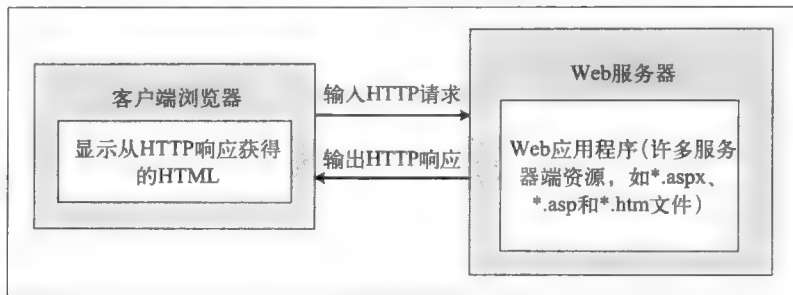 客户端浏览器
显示从HTTP响应获得
的HTML
输入HTTP请求
输出HTTP响应
Web服务器
Web应用程序(许多服务
器端资源，如*.aspx、
*.asp和*.htm文件)